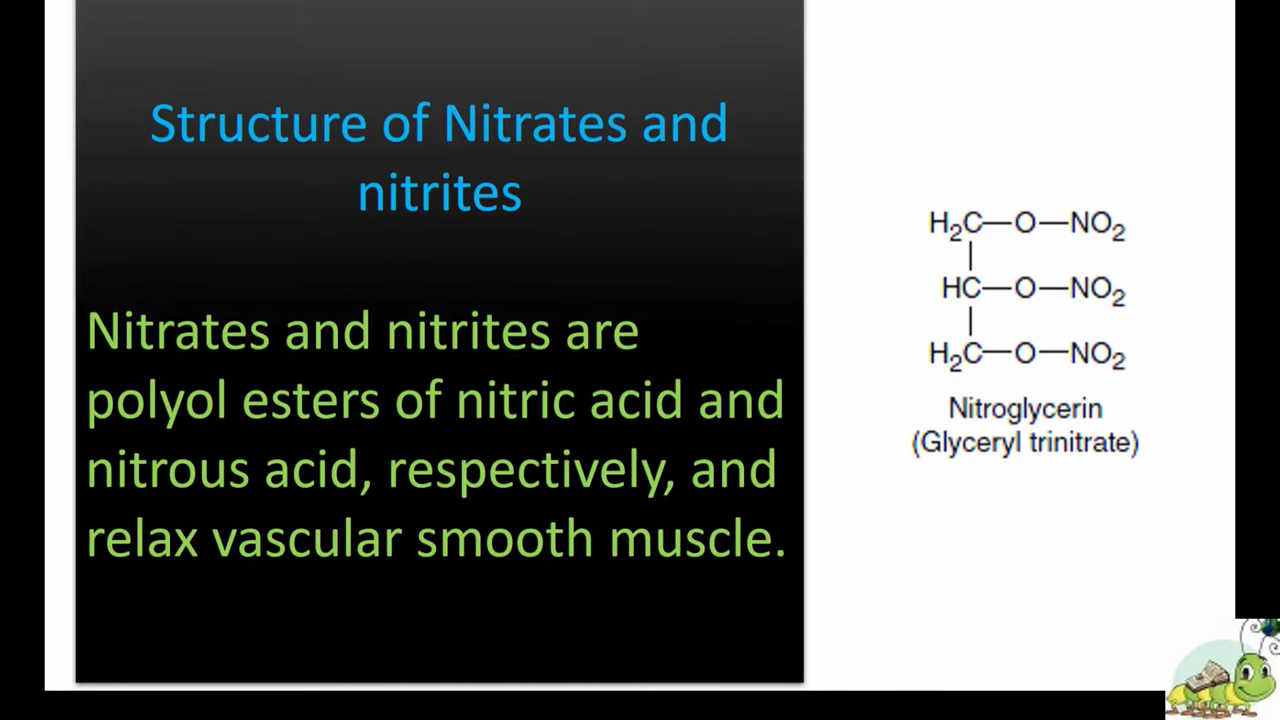 Structure of Nitrates and
nitrites
Nitrates and nitrites are
polyol esters of nitric acid and
nitrous acid, respectively, and
relax vascular smooth muscle.
H₂C—O—NO₂
HC—O—NO₂
H₂C—O—NO₂
Nitroglycerin
(Glyceryl trinitrate)